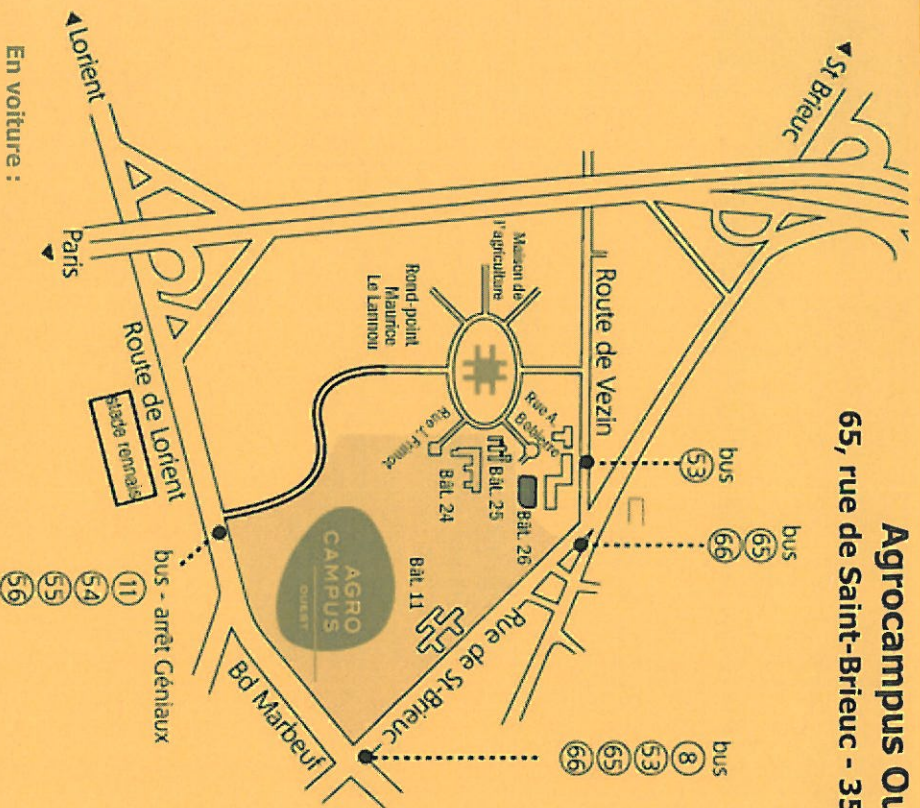 Agrocampus Ou
65, rue de Saint-Brieuc - 35
St Brieuc
Lorient
Paris
Route de Vezin
Maison de
l'agriculture
Rond-point
Maurice
Le Lannou
Rue A.
Bobierre
Rue J. Frimot
Bât. 26
Bât. 25
Bât. 24
Bât. 11
bus
53
bus
65
66
bus
8
53
65
66
Rue de St-Brieuc
AGRO
CAMPUS
OUEST
Route de Lorient
stade rennais
Bd Marbeuf
bus - arrêt Géniaux
11
54
55
56
En voiture :